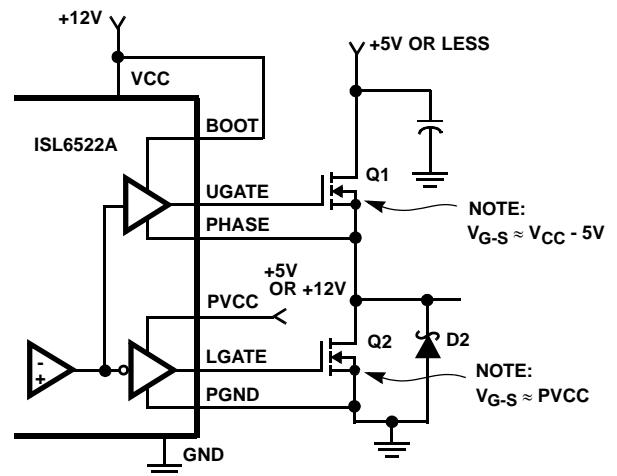 +12V
+5V OR LESS
VCC
BOOT
ISL6522A
Q1
UGATE
NOTE:
VG-S ≈ VCC - 5V
PHASE
+5V
OR +12V
PVCC
Q2
D2
LGATE
-
+
NOTE:
VG-S ≈ PVCC
PGND
GND